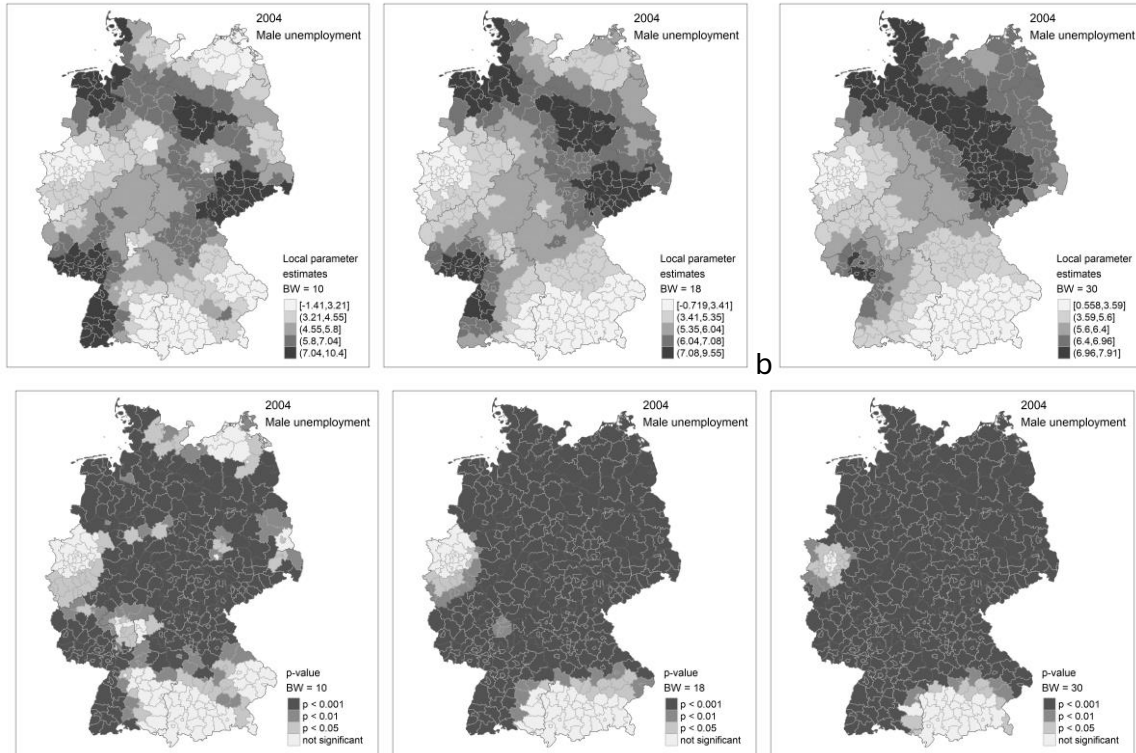 2004
Male unemployment
Local parameter
estimates
BW = 10
[-1.41,3.21]
(3.21,4.55]
(4.55,5.8]
(5.8,7.04]
(7.04,10.4]
2004
Male unemployment
Local parameter
estimates
BW = 18
[-0.719,3.41]
(3.41,5.35]
(5.35,6.04]
(6.04,7.08]
(7.08,9.55]
b
2004
Male unemployment
Local parameter
estimates
BW = 30
[0.558,3.59]
(3.59,5.6]
(5.6,6.4]
(6.4,6.96]
(6.96,7.91]
2004
Male unemployment
p-value
BW = 10
p < 0.001
p < 0.01
p < 0.05
not significant
2004
Male unemployment
p-value
BW = 18
p < 0.001
p < 0.01
p < 0.05
not significant
2004
Male unemployment
p-value
BW = 30
p < 0.001
p < 0.01
p < 0.05
not significant